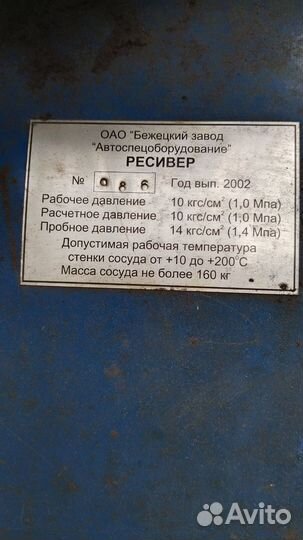 ОАО "Бежецкий завод
"Автоспецоборудование"
РЕСИВЕР
№ 086 Год вып. 2002
Рабочее давление 10 кгс/см² (1,0 Мпа)
Расчетное давление 10 кгс/см² (1,0 Мпа)
Пробное давление 14 кгс/см² (1,4 Мпа)
Допустимая рабочая температура
стенки сосуда от +10 до +200°С
Масса сосуда не более 160 кг
Avito